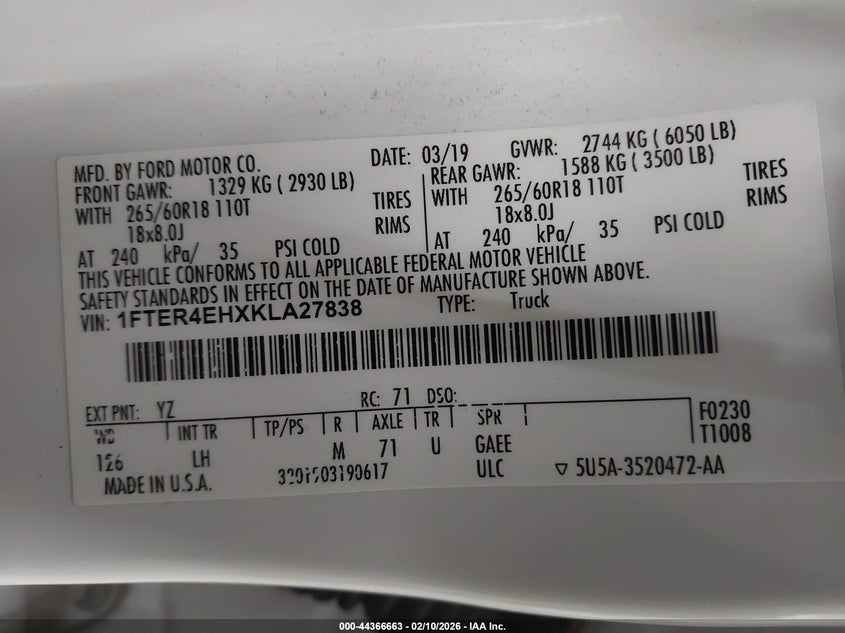 MFD. BY FORD MOTOR CO. DATE: 03/19 GVWR: 2744 KG ( 6050 LB)
FRONT GAWR: 1329 KG ( 2930 LB) REAR GAWR: 1588 KG ( 3500 LB)
WITH 265/60R18 110T TIRES WITH 265/60R18 110T TIRES
18x8.0J RIMS 18x8.0J RIMS
AT 240 kPa/ 35 PSI COLD AT 240 kPa/ 35 PSI COLD
THIS VEHICLE CONFORMS TO ALL APPLICABLE FEDERAL MOTOR VEHICLE
SAFETY STANDARDS IN EFFECT ON THE DATE OF MANUFACTURE SHOWN ABOVE.
VIN: 1FTER4EHXKLA27838 TYPE: Truck
EXT PNT: YZ RC: 71 DSO:
WB INT TR TP/PS R AXLE TR SPR F0230
126 LH M 71 U GAEE T1008
MADE IN U.S.A. ULC ▽ 5U5A-3520472-AA
000-44366663 — 02/10/2026 — IAA Inc.